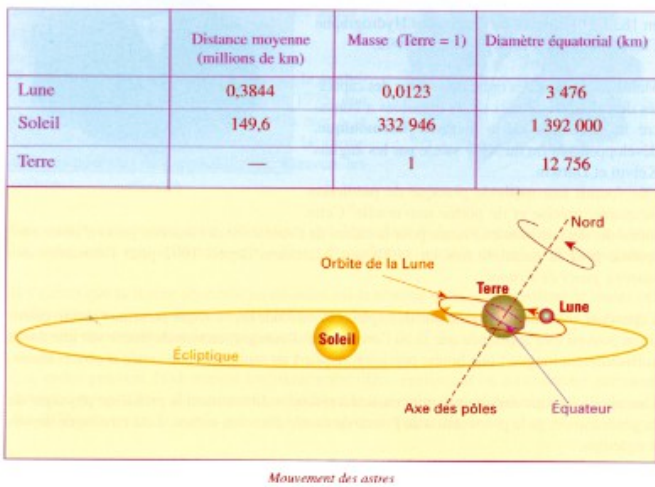 Distance moyenne Masse (Terre = 1) Diamètre équatorial (km)
(millions de km)
Lune 0,3844 0,0123 3 476
Soleil 149,6 332 946 1 392 000
Terre — 1 12 756
Nord
Orbite de la Lune
Terre
Lune
Soleil
Écliptique
Axe des pôles Équateur
Mouvement des astres